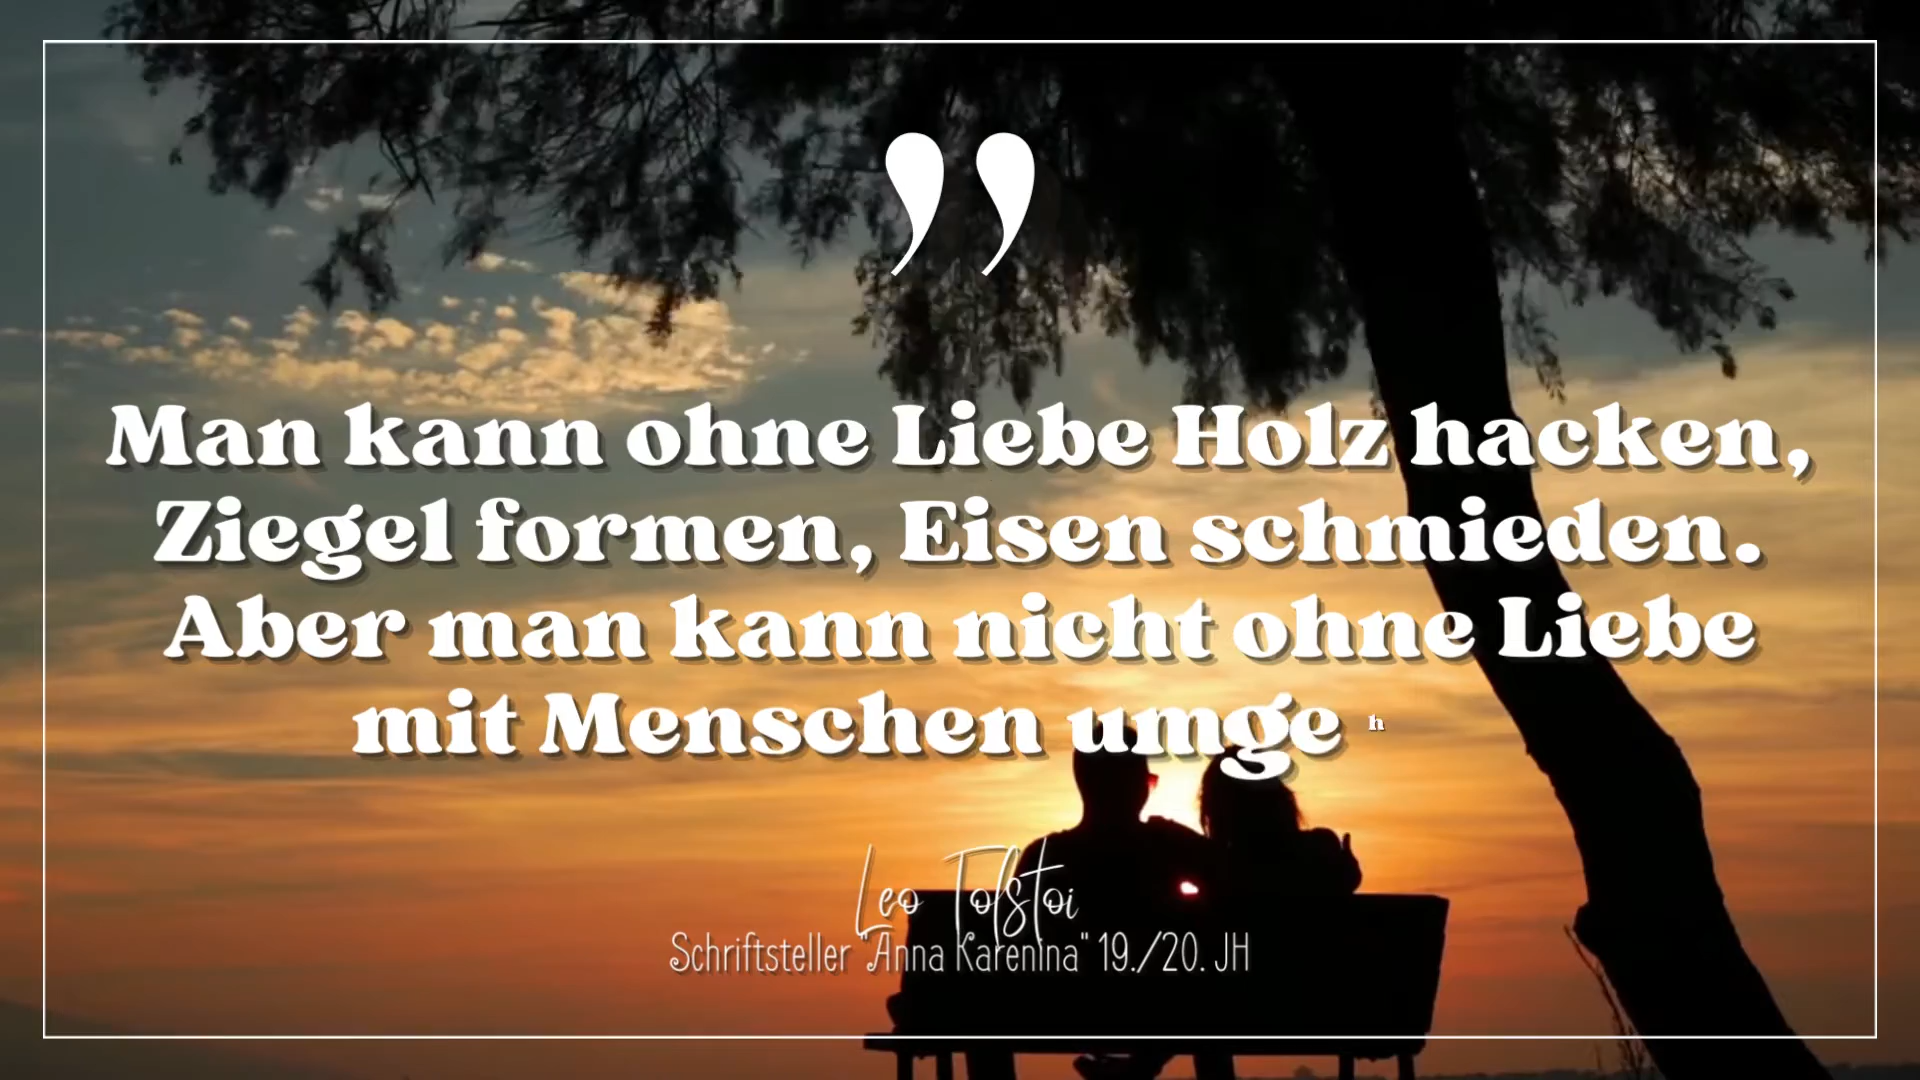 ”
Man kann ohne Liebe Holz hacken,
Ziegel formen, Eisen schmieden.
Aber man kann nicht ohne Liebe
mit Menschen umge h
Leo Tolstoi
Schriftsteller "Anna Karenina" 19./20. JH